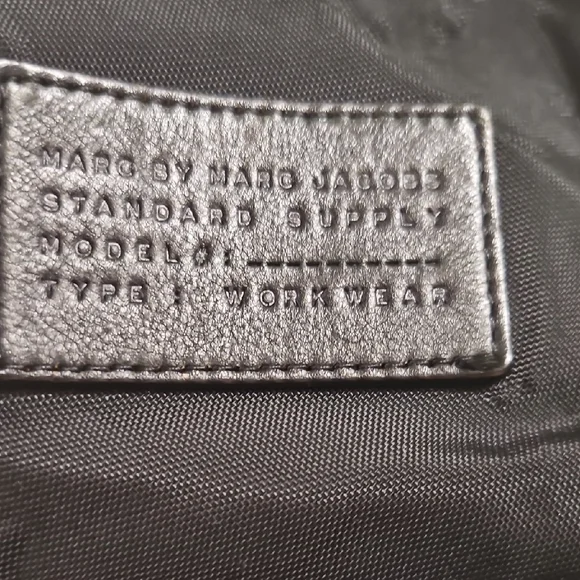 MARC BY MARC JACOBS
STANDARD SUPPLY
MODEL#: __________
TYPE : WORKWEAR